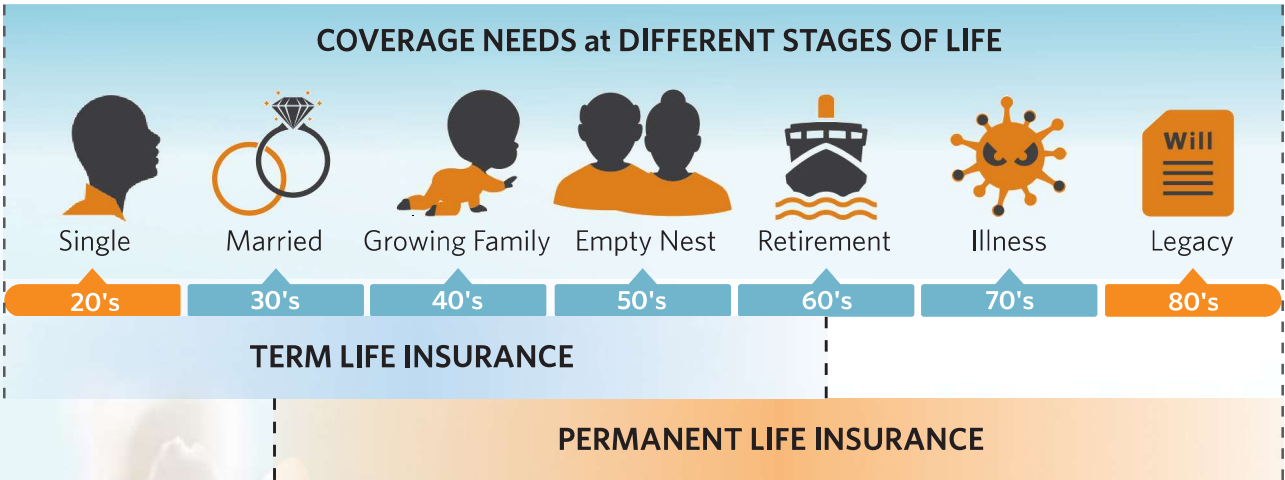 COVERAGE NEEDS at DIFFERENT STAGES OF LIFE
Will
Single Married Growing Family Empty Nest Retirement Illness Legacy
20's 30's 40's 50's 60's 70's 80's
TERM LIFE INSURANCE
PERMANENT LIFE INSURANCE